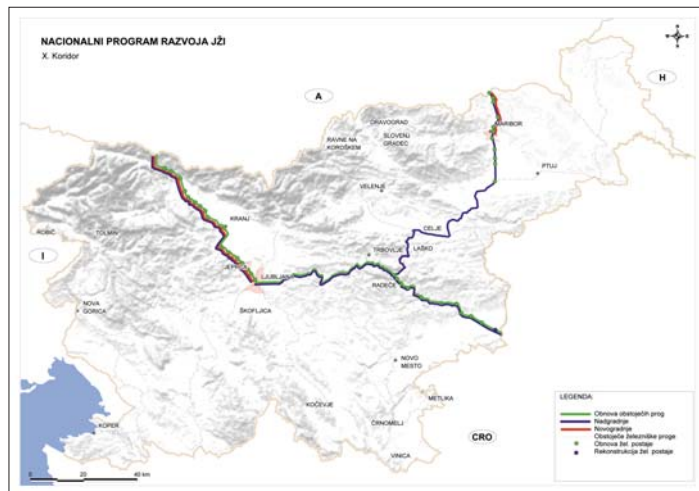 NACIONALNI PROGRAM RAZVOJA JŽI
X. Koridor
H
A
DRAVOGRAD
MARIBOR
RAVNE NA
KOROŠKEM
SLOVENJ
GRADEC
PTUJ
VELENJE
KRANJ
CELJE
ROBIČ
TOLMIN
TRBOVLJE
LAŠKO
I
JEPRCA
LJUBLJANA
RADEČE
NOVA
GORICA
ŠKOFLJICA
NOVO
MESTO
METLIKA
KOČEVJE
ČRNOMELJ
KOPER
CRO
VINICA
LEGENDA:
Obnova obstoječih prog
Nadgradnje
Novogradnje
Obstoječe železniške proge
Obnova žel. postaje
Rekonstrukcija žel. postaje
0 20 40 km